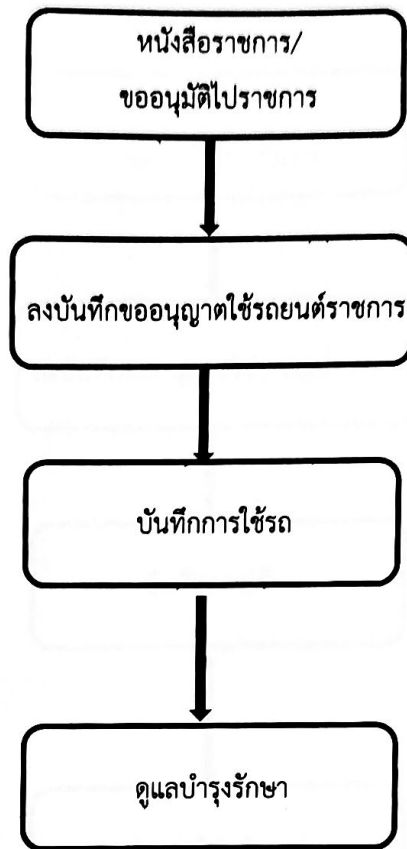 หนังสือราชการ/
ขออนุมัติไปราชการ
ลงบันทึกขออนุญาตใช้รถยนต์ราชการ
บันทึกการใช้รถ
ดูแลบำรุงรักษา